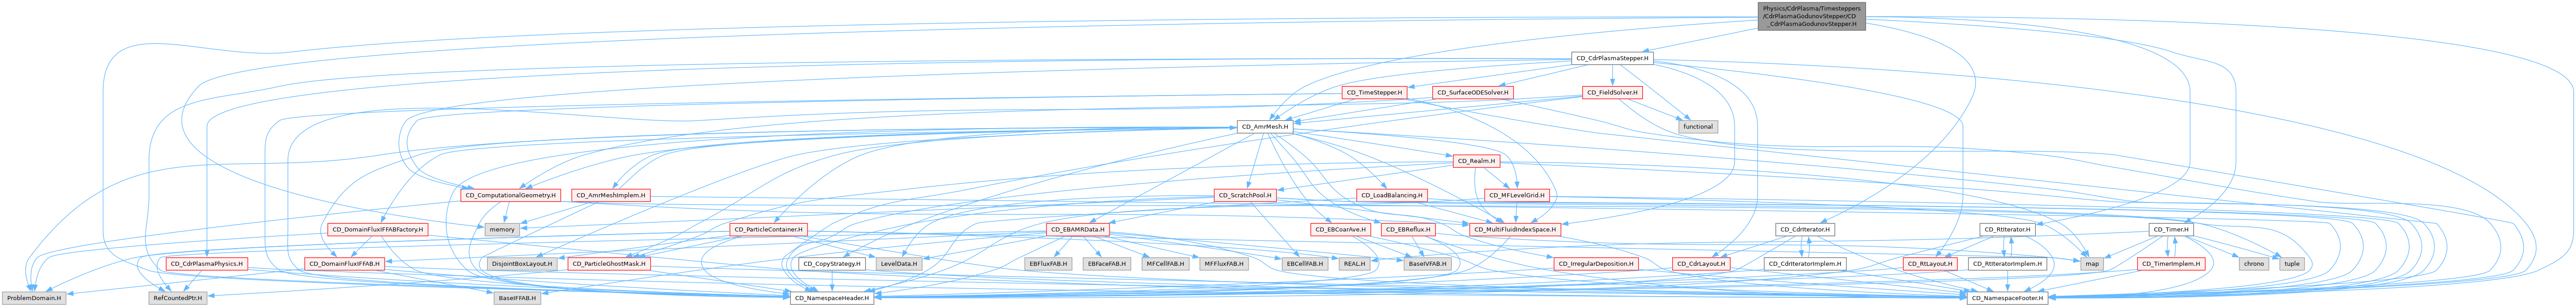 Physics/CdrPlasma/Timesteppers
/CdrPlasmaGodunovStepper/CD
_CdrPlasmaGodunovStepper.H
CD_CdrPlasmaStepper.H
CD_TimeStepper.H
CD_SurfaceODESolver.H
CD_FieldSolver.H
CD_AmrMesh.H
functional
CD_Realm.H
CD_ComputationalGeometry.H
CD_AmrMeshImplem.H
CD_ScratchPool.H
CD_LoadBalancing.H
CD_MFLevelGrid.H
CD_DomainFluxIFFABFactory.H
memory
CD_ParticleContainer.H
CD_EBAMRData.H
CD_EBCoarAve.H
CD_EBReflux.H
CD_MultiFluidIndexSpace.H
CD_CdrIterator.H
CD_RtIterator.H
CD_Timer.H
CD_CdrPlasmaPhysics.H
CD_DomainFluxIFFAB.H
DisjointBoxLayout.H
CD_ParticleGhostMask.H
CD_CopyStrategy.H
LevelData.H
EBFluxFAB.H
EBFaceFAB.H
MFCellFAB.H
MFFluxFAB.H
EBCellFAB.H
REAL.H
BaseIVFAB.H
CD_IrregularDeposition.H
CD_CdrLayout.H
CD_CdrIteratorImplem.H
CD_RtLayout.H
CD_RtIteratorImplem.H
map
CD_TimerImplem.H
chrono
tuple
ProblemDomain.H
RefCountedPtr.H
BaseIFFAB.H
CD_NamespaceHeader.H
CD_NamespaceFooter.H